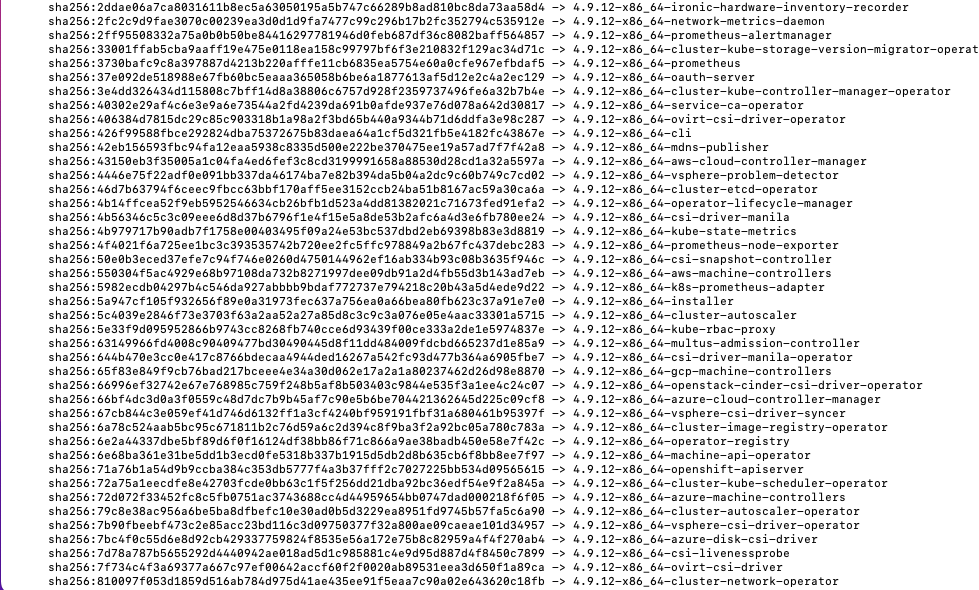 sha256:2ddae06a7ca8031611b8ec5a63050195a5b747c66289b8ad810bc8da73aa58d4 -> 4.9.12-x86_64-ironic-hardware-inventory-recorder
sha256:2fc2c9d9fae3070c00239ea3d0d1d9fa7477c99c296b17b2fc352794c535912e -> 4.9.12-x86_64-network-metrics-daemon
sha256:2ff95508332a75a0b0b50be84416297781946d0feb687df36c8082baff564857 -> 4.9.12-x86_64-prometheus-alertmanager
sha256:33001ffab5cba9aaff19e475e0118ea158c99797bf6f3e210832f129ac34d71c -> 4.9.12-x86_64-cluster-kube-storage-version-migrator-operat
sha256:3730bafc9c8a397887d4213b220afffe11cb6835ea5754e60a0cfe967efbdaf5 -> 4.9.12-x86_64-prometheus
sha256:37e092de518988e67fb60bc5eaaa365058b6be6a1877613af5d12e2c4a2ec129 -> 4.9.12-x86_64-oauth-server
sha256:3e4dd326434d115808c7bff14d8a38806c6757d928f2359737496fe6a32b7b4e -> 4.9.12-x86_64-cluster-kube-controller-manager-operator
sha256:40302e29af4c6e3e9a6e73544a2fd4239da691b0afde937e76d078a642d30817 -> 4.9.12-x86_64-service-ca-operator
sha256:406384d7815dc29c85c903318b1a98a2f3bd65b440a9344b71d6ddfa3e98c287 -> 4.9.12-x86_64-ovirt-csi-driver-operator
sha256:426f99588fbce292824dba75372675b83daea64a1cf5d321fb5e4182fc43867e -> 4.9.12-x86_64-cli
sha256:42eb156593fbc94fa12eaa5938c8335d500e222be370475ee19a57ad7f7f42a8 -> 4.9.12-x86_64-mdns-publisher
sha256:43150eb3f35005a1c04fa4ed6fef3c8cd3199991658a88530d28cd1a32a5597a -> 4.9.12-x86_64-aws-cloud-controller-manager
sha256:4446e75f22adf0e091bb337da46174ba7e82b394da5b04a2dc9c60b749c7cd02 -> 4.9.12-x86_64-vsphere-problem-detector
sha256:46d7b63794f6ceec9fbcc63bbf170aff5ee3152ccb24ba51b8167ac59a30ca6a -> 4.9.12-x86_64-cluster-etcd-operator
sha256:4b14ffcea52f9eb5952546634cb26bfb1d523a4dd81382021c71673fed91efa2 -> 4.9.12-x86_64-operator-lifecycle-manager
sha256:4b56346c5c3c09eee6d8d37b6796f1e4f15e5a8de53b2afc6a4d3e6fb780ee24 -> 4.9.12-x86_64-csi-driver-manila
sha256:4b979717b90adb7f1758e00403495f09a24e53bc537dbd2eb69398b83e3d8819 -> 4.9.12-x86_64-kube-state-metrics
sha256:4f4021f6a725ee1bc3c393535742b720ee2fc5ffc978849a2b67fc437debc283 -> 4.9.12-x86_64-prometheus-node-exporter
sha256:50e0b3eced37efe7c94f746e0260d4750144962ef16ab334b93c08b3635f946c -> 4.9.12-x86_64-csi-snapshot-controller
sha256:550304f5ac4929e68b97108da732b8271997dee09db91a2d4fb55d3b143ad7eb -> 4.9.12-x86_64-aws-machine-controllers
sha256:5982ecdb04297b4c546da927abbbb9bdaf772737e794218c20b43a5d4ede9d22 -> 4.9.12-x86_64-k8s-prometheus-adapter
sha256:5a947cf105f932656f89e0a31973fec637a756ea0a66bea80fb623c37a91e7e0 -> 4.9.12-x86_64-installer
sha256:5c4039e2846f73e3703f63a2aa52a27a85d8c3c9c3a076e05e4aac33301a5715 -> 4.9.12-x86_64-cluster-autoscaler
sha256:5e33f9d095952866b9743cc8268fb740cce6d93439f00ce333a2de1e5974837e -> 4.9.12-x86_64-kube-rbac-proxy
sha256:63149966fd4008c90409477bd30490445d8f11dd484009fdcbd665237d1e85a9 -> 4.9.12-x86_64-multus-admission-controller
sha256:644b470e3cc0e417c8766bdecaa4944ded16267a542fc93d477b364a6905fbe7 -> 4.9.12-x86_64-csi-driver-manila-operator
sha256:65f83e849f9cb76bad217bceee4e34a30d062e17a2a1a80237462d26d98e8870 -> 4.9.12-x86_64-gcp-machine-controllers
sha256:66996ef32742e67e768985c759f248b5af8b503403c9844e535f3a1ee4c24c07 -> 4.9.12-x86_64-openstack-cinder-csi-driver-operator
sha256:66bf4dc3d0a3f0559c48d7dc7b9b45af7c90e5b6be704421362645d225c09cf8 -> 4.9.12-x86_64-azure-cloud-controller-manager
sha256:67cb844c3e059ef41d746d6132ff1a3cf4240bf959191fbf31a680461b95397f -> 4.9.12-x86_64-vsphere-csi-driver-syncer
sha256:6a78c524aab5bc95c671811b2c76d59a6c2d394c8f9ba3f2a92bc05a780c783a -> 4.9.12-x86_64-cluster-image-registry-operator
sha256:6e2a44337dbe5bf89d6f0f16124df38bb86f71c866a9ae38badb450e58e7f42c -> 4.9.12-x86_64-operator-registry
sha256:6e68ba361e31be5dd1b3ecd0fe5318b337b1915d5db2d8b635cb6f8bb8ee7f97 -> 4.9.12-x86_64-machine-api-operator
sha256:71a76b1a54d9b9ccba384c353db5777f4a3b37fff2c7027225bb534d09565615 -> 4.9.12-x86_64-openshift-apiserver
sha256:72a75a1eecdfe8e42703fcde0bb63c1f5f256dd21dba92bc36edf54e9f2a845a -> 4.9.12-x86_64-cluster-kube-scheduler-operator
sha256:72d072f33452fc8c5fb0751ac3743688cc4d44959654bb0747dad000218f6f05 -> 4.9.12-x86_64-azure-machine-controllers
sha256:79c8e38ac956a6be5ba8dfbefc10e30ad0b5d3229ea8951fd9745b57fa5c6a90 -> 4.9.12-x86_64-cluster-autoscaler-operator
sha256:7b90fbeebf473c2e85acc23bd116c3d09750377f32a800ae09caeae101d34957 -> 4.9.12-x86_64-vsphere-csi-driver-operator
sha256:7bc4f0c55d6e8d92cb429337759824f8535e56a172e75b8c82959a4f4f270ab4 -> 4.9.12-x86_64-azure-disk-csi-driver
sha256:7d78a787b5655292d4440942ae018ad5d1c985881c4e9d95d887d4f8450c7899 -> 4.9.12-x86_64-csi-livenessprobe
sha256:7f734c4f3a69377a667c97ef00642accf60f2f0020ab89531eea3d650f1a89ca -> 4.9.12-x86_64-ovirt-csi-driver
sha256:810097f053d1859d516ab784d975d41ae435ee91f5eaa7c90a02e643620c18fb -> 4.9.12-x86_64-cluster-network-operator